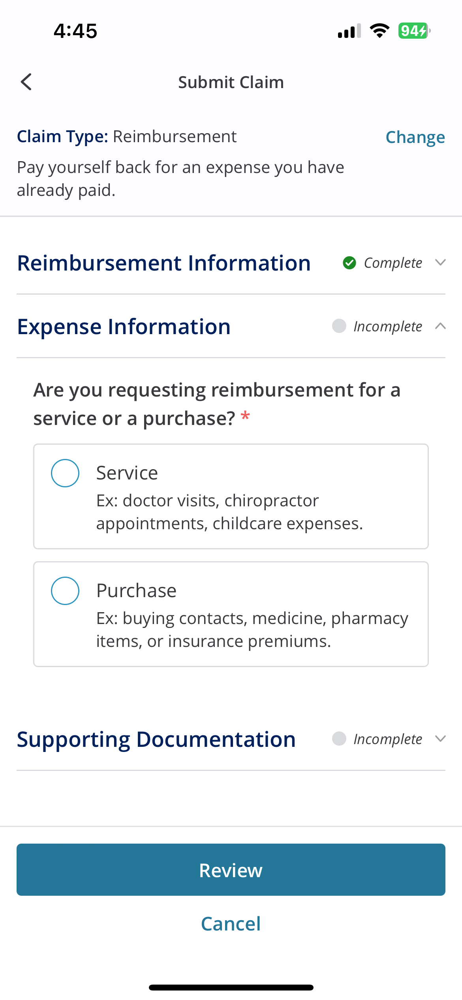 4:45
94
Submit Claim
Claim Type: Reimbursement
Change
Pay yourself back for an expense you have
already paid.
Reimbursement Information
Complete
Expense Information
Incomplete
Are you requesting reimbursement for a
service or a purchase? *
Service
Ex: doctor visits, chiropractor
appointments, childcare expenses.
Purchase
Ex: buying contacts, medicine, pharmacy
items, or insurance premiums.
Supporting Documentation
Incomplete
Review
Cancel